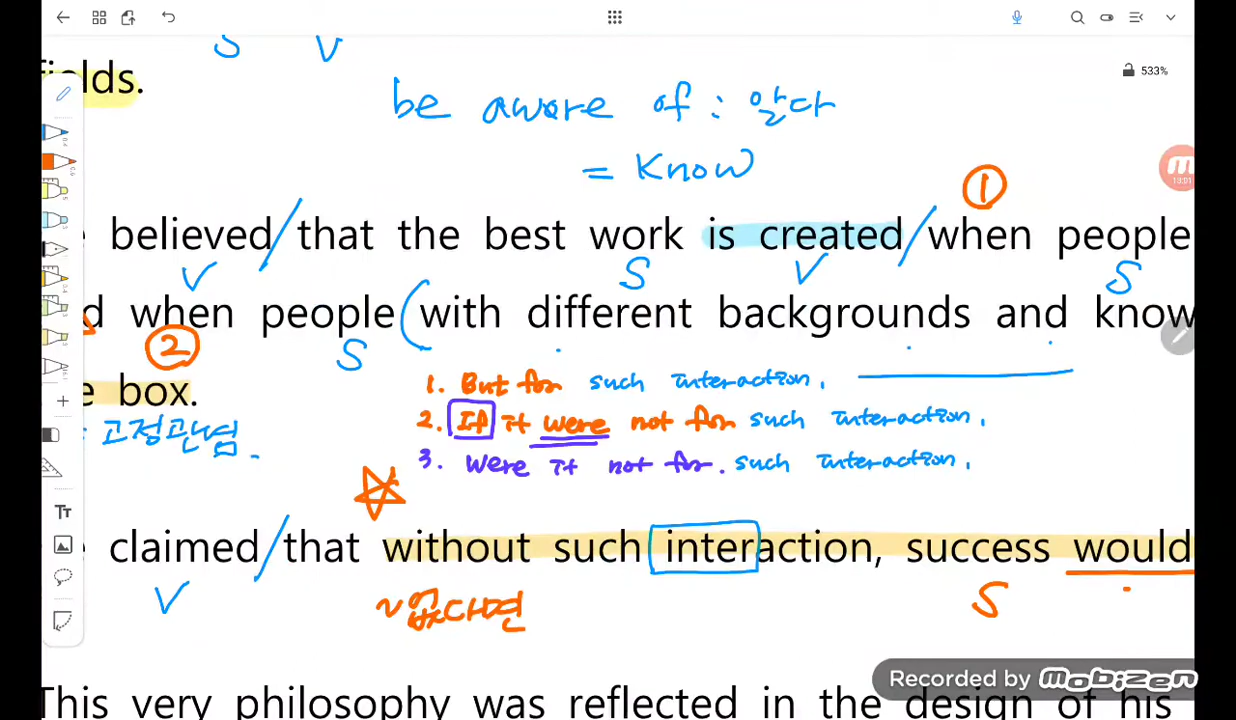 533%
S V
fields.
be aware of : 알다
= Know
①
believed / that the best work is created / when people
V S V S
d when people (with different backgrounds and know
② S
1. But for such interaction,
e box.
2. If it were not for such interaction,
: 고정관념.
3. Were it not for. such interaction,
claimed / that without such interaction, success would
V ~없다면 S
Recorded by mobizen
This very philosophy was reflected in the design of his